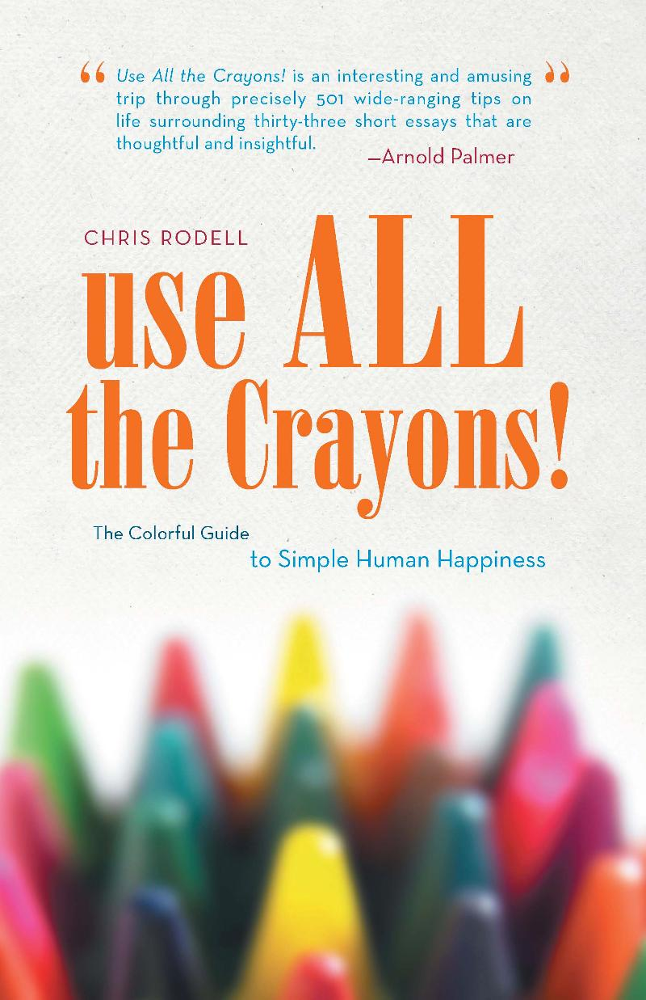 “ Use All the Crayons! is an interesting and amusing ”
trip through precisely 501 wide-ranging tips on
life surrounding thirty-three short essays that are
thoughtful and insightful.
—Arnold Palmer
CHRIS RODELL
use ALL
the Crayons!
The Colorful Guide
to Simple Human Happiness